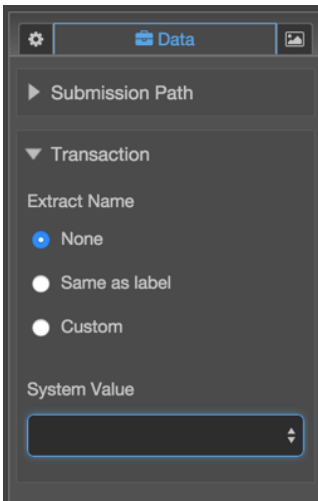 Data
Submission Path
Transaction
Extract Name
None
Same as label
Custom
System Value